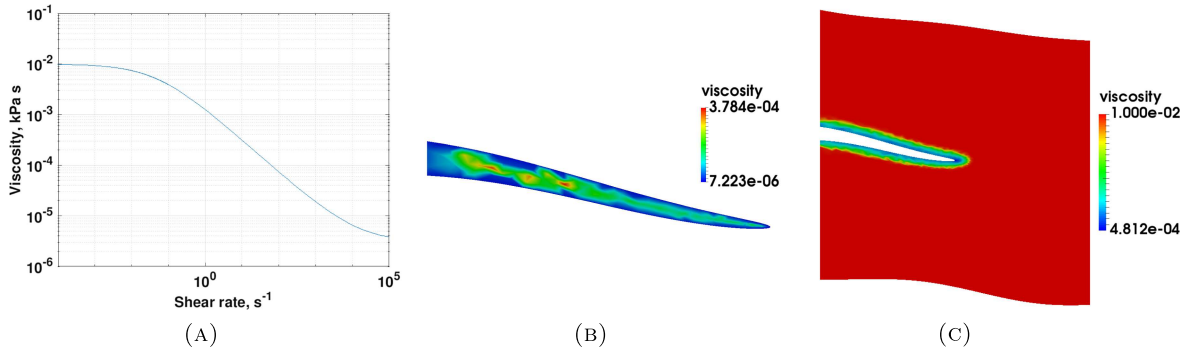 10^-1
10^-2
10^-3
10^-4
10^-5
10^-6
Viscosity, kPa s
10^0
10^5
Shear rate, s^-1
(A)
viscosity
3.784e-04
7.223e-06
(B)
viscosity
1.000e-02
4.812e-04
(C)